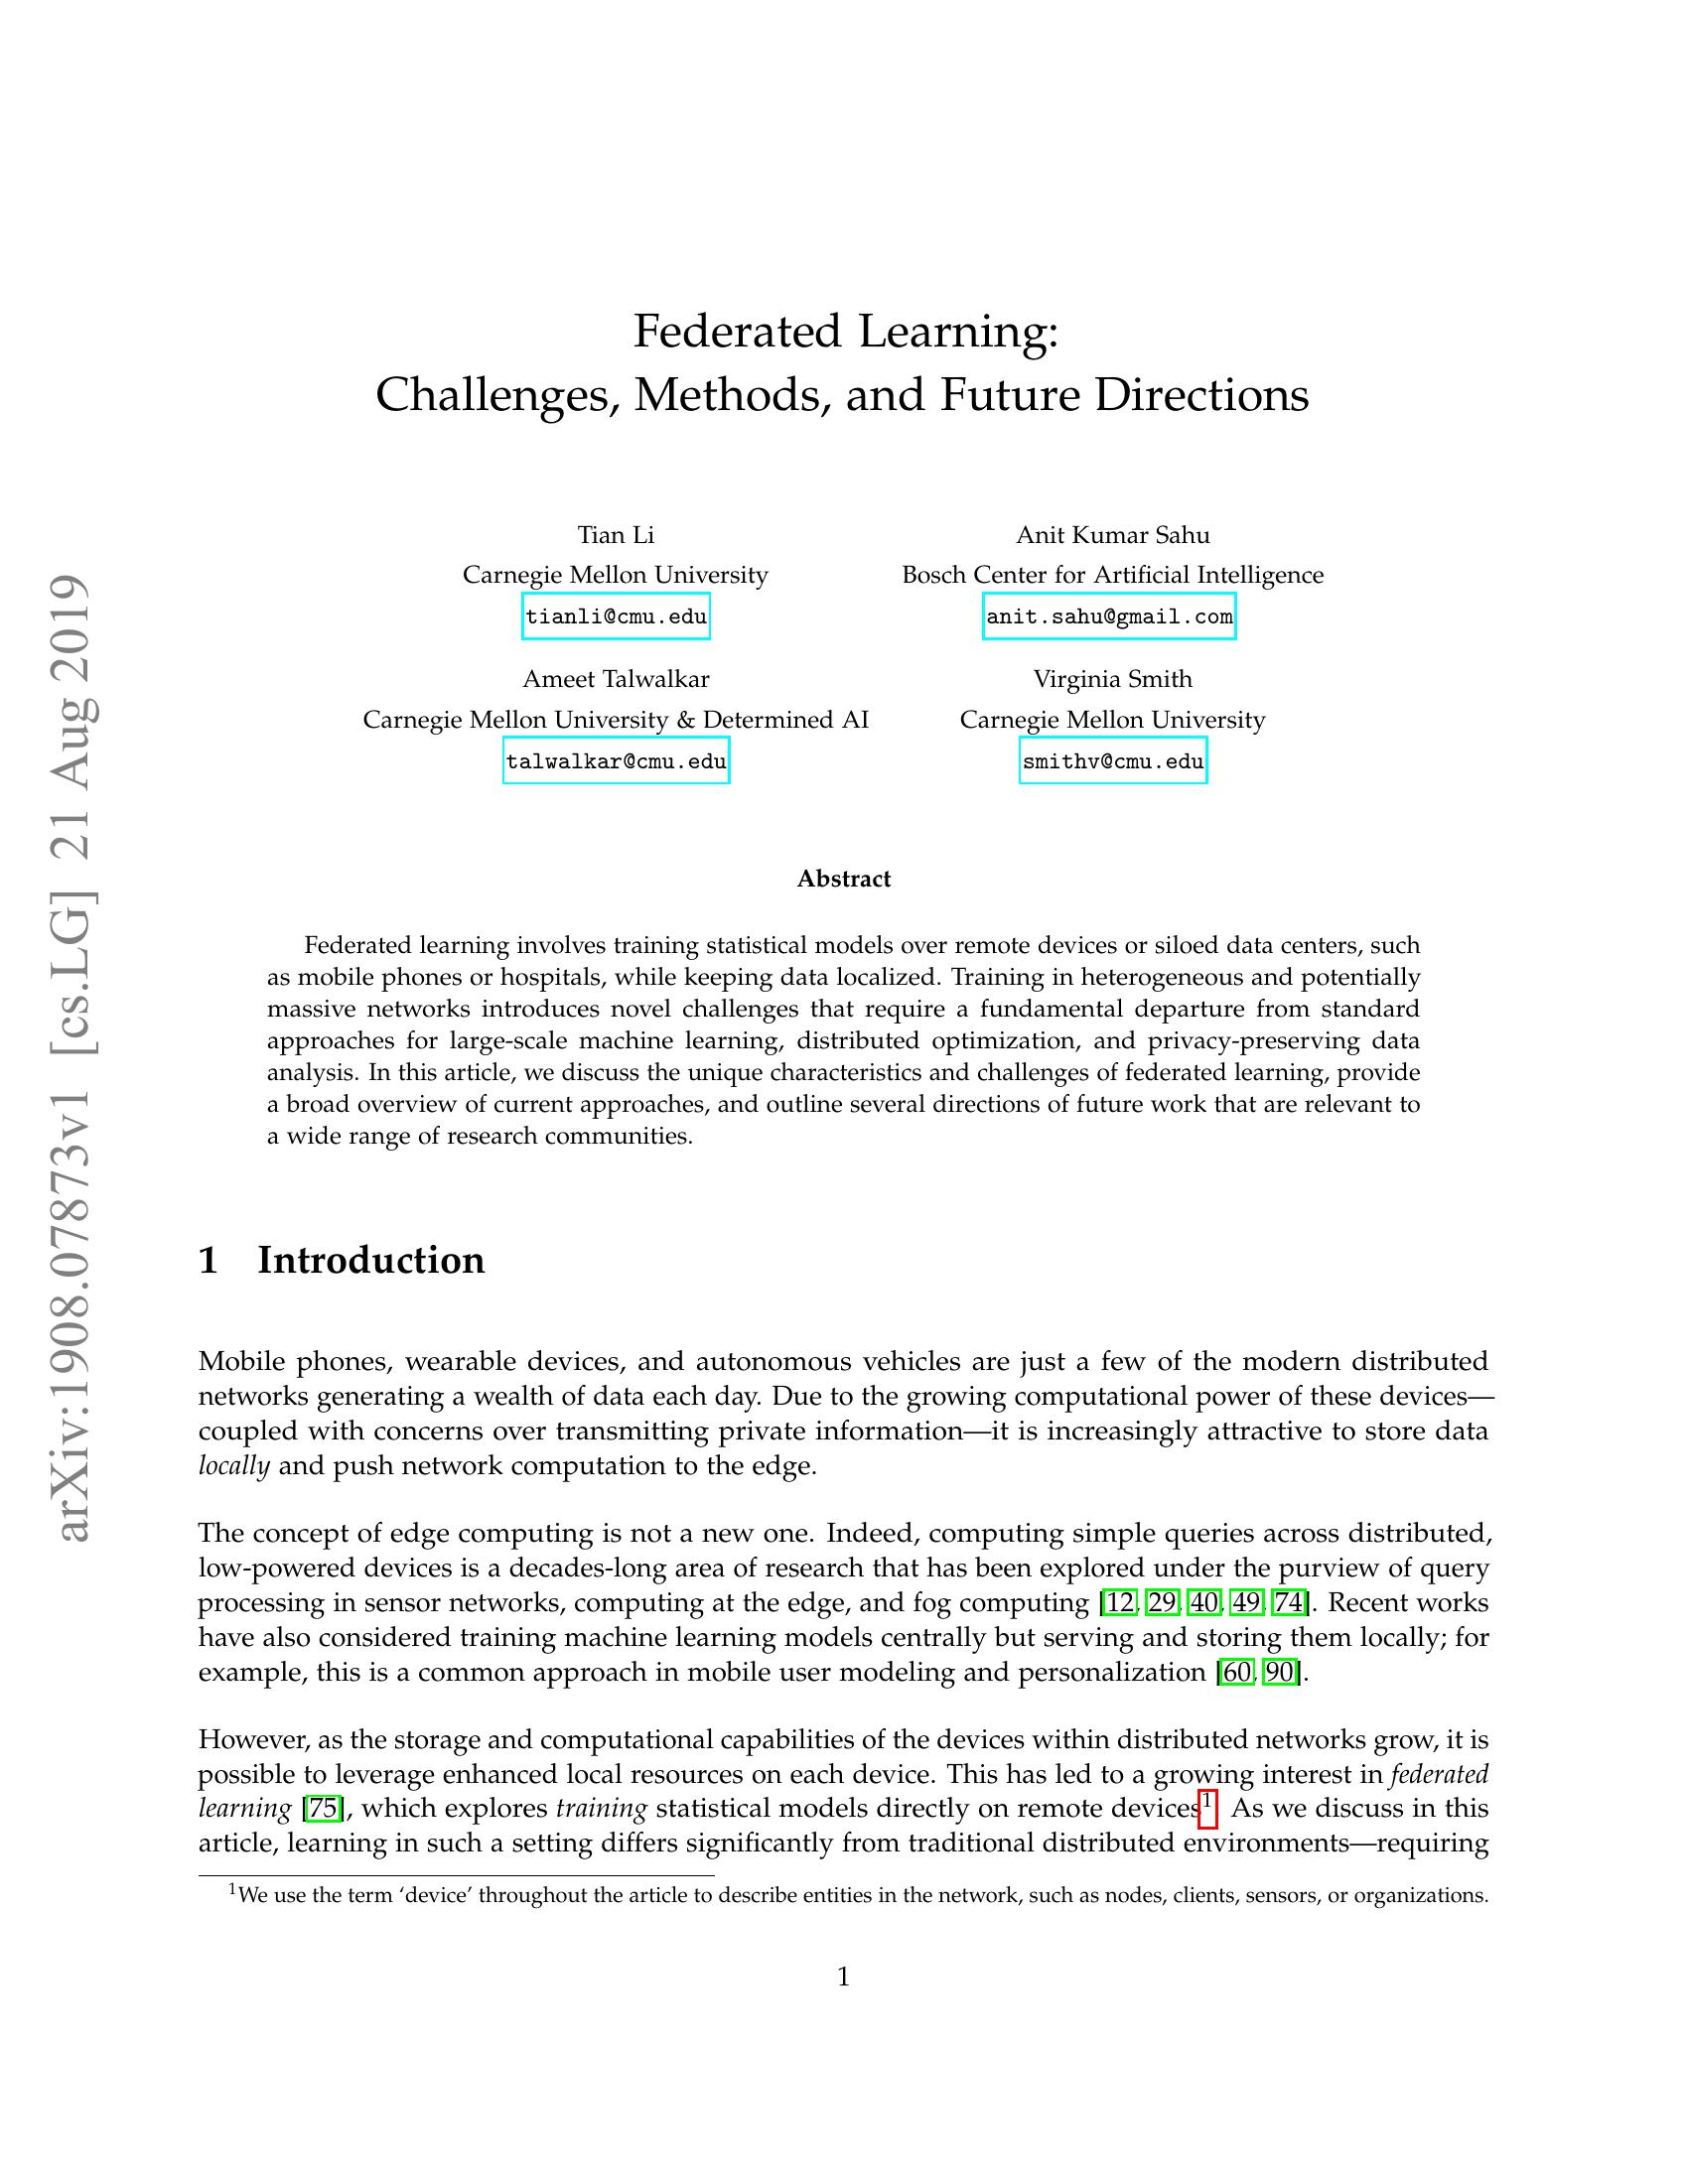 Federated Learning:
Challenges, Methods, and Future Directions
Tian Li
Carnegie Mellon University
tianli@cmu.edu
Anit Kumar Sahu
Bosch Center for Artificial Intelligence
anit.sahu@gmail.com
Ameet Talwalkar
Carnegie Mellon University & Determined AI
talwalkar@cmu.edu
Virginia Smith
Carnegie Mellon University
smithv@cmu.edu
arXiv:1908.07873v1 [cs.LG] 21 Aug 2019
Abstract
Federated learning involves training statistical models over remote devices or siloed data centers, such
as mobile phones or hospitals, while keeping data localized. Training in heterogeneous and potentially
massive networks introduces novel challenges that require a fundamental departure from standard
approaches for large-scale machine learning, distributed optimization, and privacy-preserving data
analysis. In this article, we discuss the unique characteristics and challenges of federated learning, provide
a broad overview of current approaches, and outline several directions of future work that are relevant to
a wide range of research communities.
1 Introduction
Mobile phones, wearable devices, and autonomous vehicles are just a few of the modern distributed
networks generating a wealth of data each day. Due to the growing computational power of these devices—
coupled with concerns over transmitting private information—it is increasingly attractive to store data
locally and push network computation to the edge.
The concept of edge computing is not a new one. Indeed, computing simple queries across distributed,
low-powered devices is a decades-long area of research that has been explored under the purview of query
processing in sensor networks, computing at the edge, and fog computing [12, 29, 40, 49, 74]. Recent works
have also considered training machine learning models centrally but serving and storing them locally; for
example, this is a common approach in mobile user modeling and personalization [60, 90].
However, as the storage and computational capabilities of the devices within distributed networks grow, it is
possible to leverage enhanced local resources on each device. This has led to a growing interest in federated
learning [75], which explores training statistical models directly on remote devices¹. As we discuss in this
article, learning in such a setting differs significantly from traditional distributed environments—requiring
¹We use the term ‘device’ throughout the article to describe entities in the network, such as nodes, clients, sensors, or organizations.
1